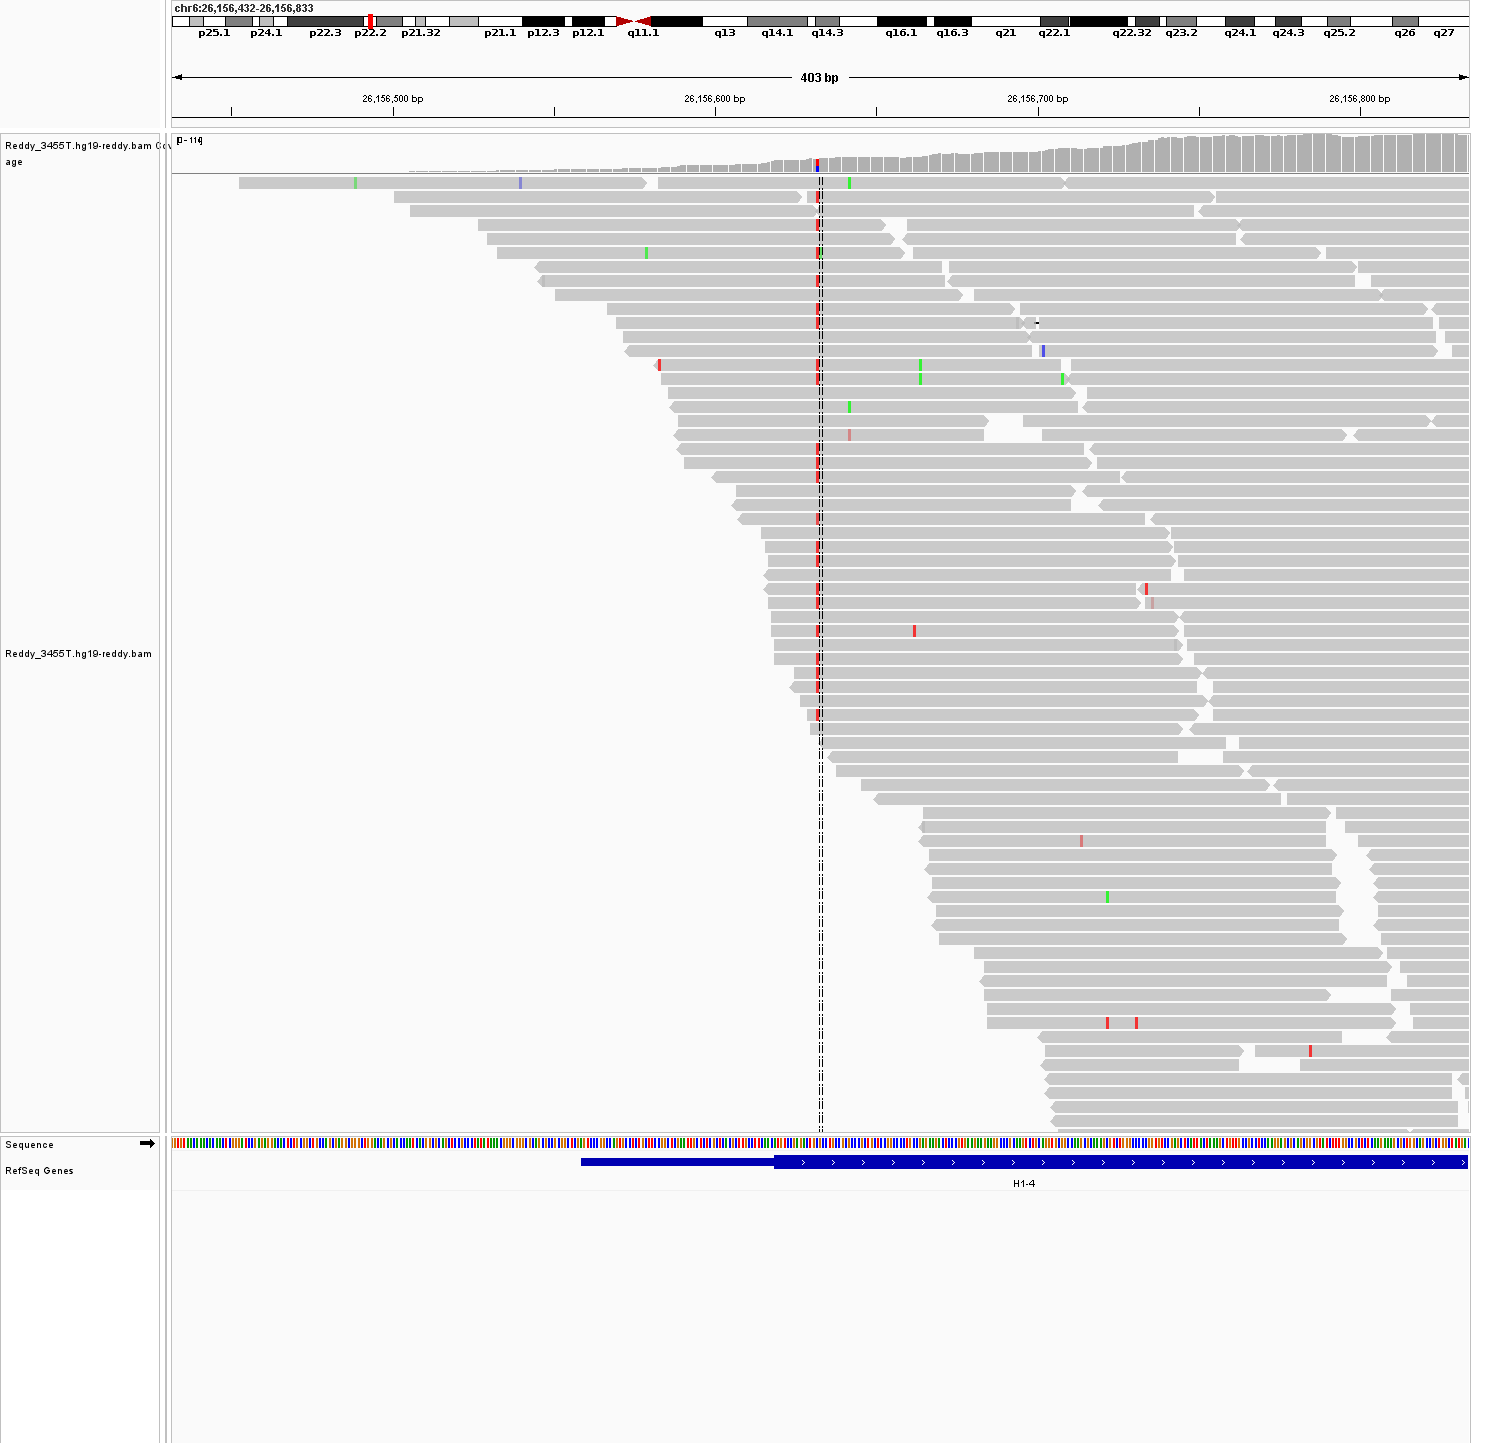 chr6:26,156,432-26,156,833
p25.1 p24.1 p22.3 p22.2 p21.32 p21.1 p12.3 p12.1 q11.1 q13 q14.1 q14.3 q16.1 q16.3 q21 q22.1 q22.32 q23.2 q24.1 q24.3 q25.2 q26 q27
403 bp
26,156,500 bp 26,156,600 bp 26,156,700 bp 26,156,800 bp
Reddy_3455T.hg19-reddy.bam Cov
age
Reddy_3455T.hg19-reddy.bam
Sequence
RefSeq Genes
H1-4